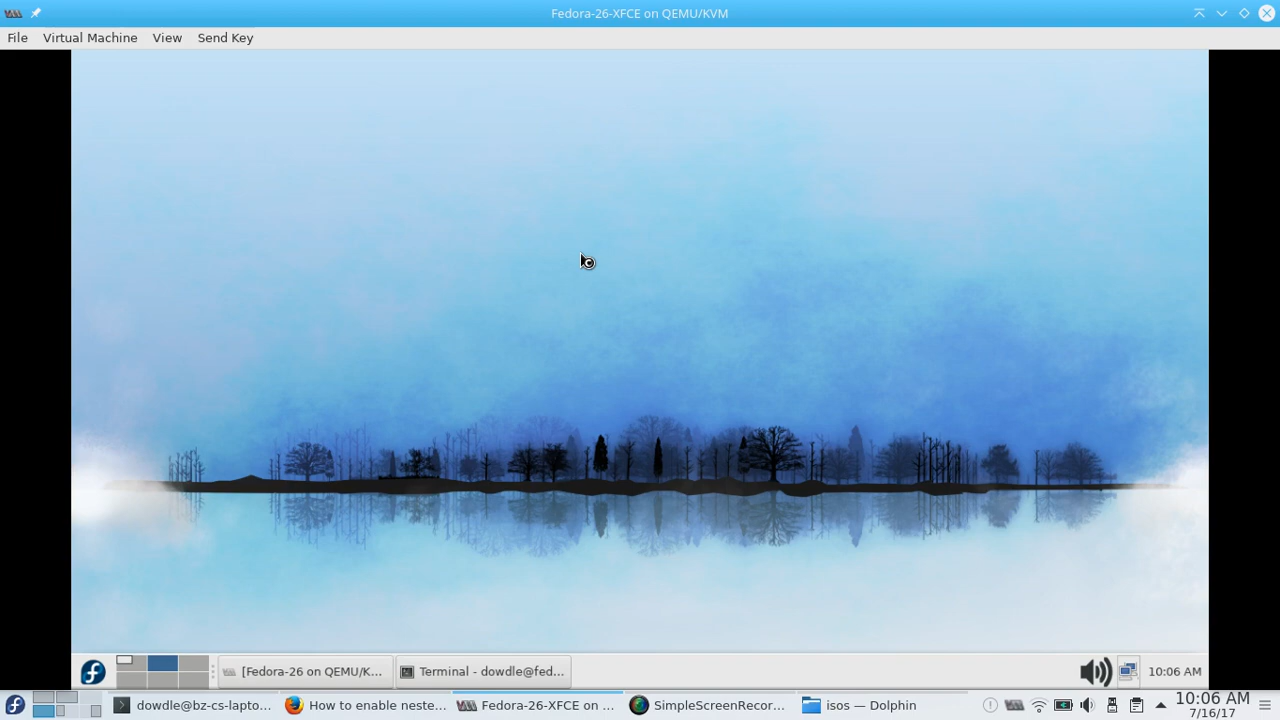 Fedora-26-XFCE on QEMU/KVM
File Virtual Machine View Send Key
[Fedora-26 on QEMU/K... Terminal - dowdle@fed... 10:06 AM
dowdle@bz-cs-lapto... How to enable neste... Fedora-26-XFCE on ... SimpleScreenRecor... isos — Dolphin 10:06 AM
7/16/17